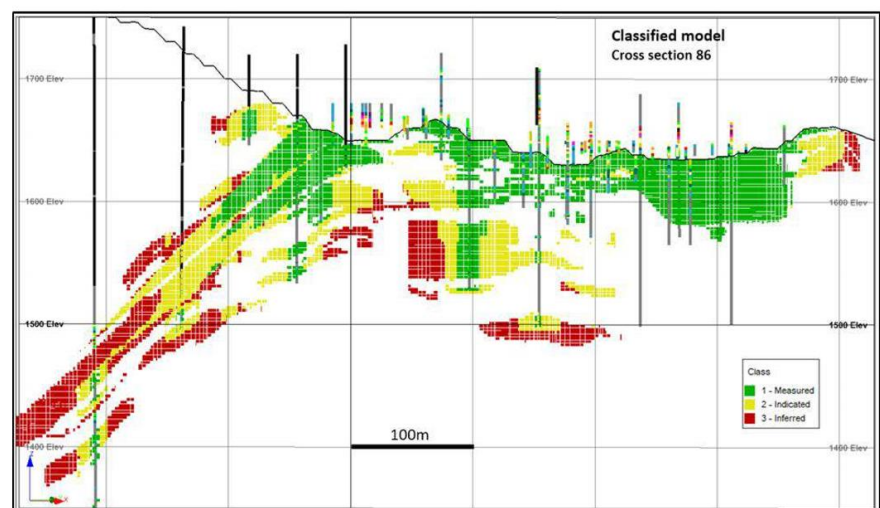 Classified model
Cross section 86
1700 Elev
1700 Elev
1600 Elev
1600 Elev
1500 Elev
1500 Elev
Class
1 - Measured
2 - Indicated
3 - Inferred
100m
1400 Elev
1400 Elev
Z
X